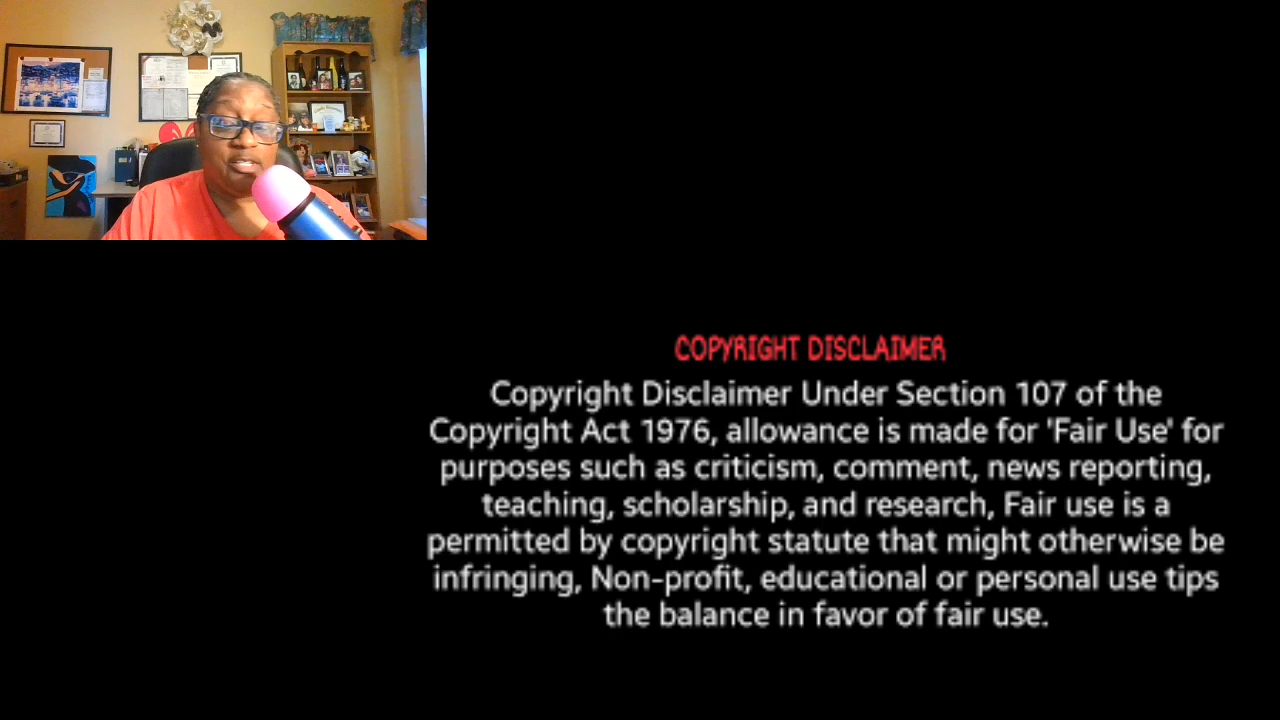 COPYRIGHT DISCLAIMER
Copyright Disclaimer Under Section 107 of the
Copyright Act 1976, allowance is made for 'Fair Use' for
purposes such as criticism, comment, news reporting,
teaching, scholarship, and research, Fair use is a
permitted by copyright statute that might otherwise be
infringing, Non-profit, educational or personal use tips
the balance in favor of fair use.